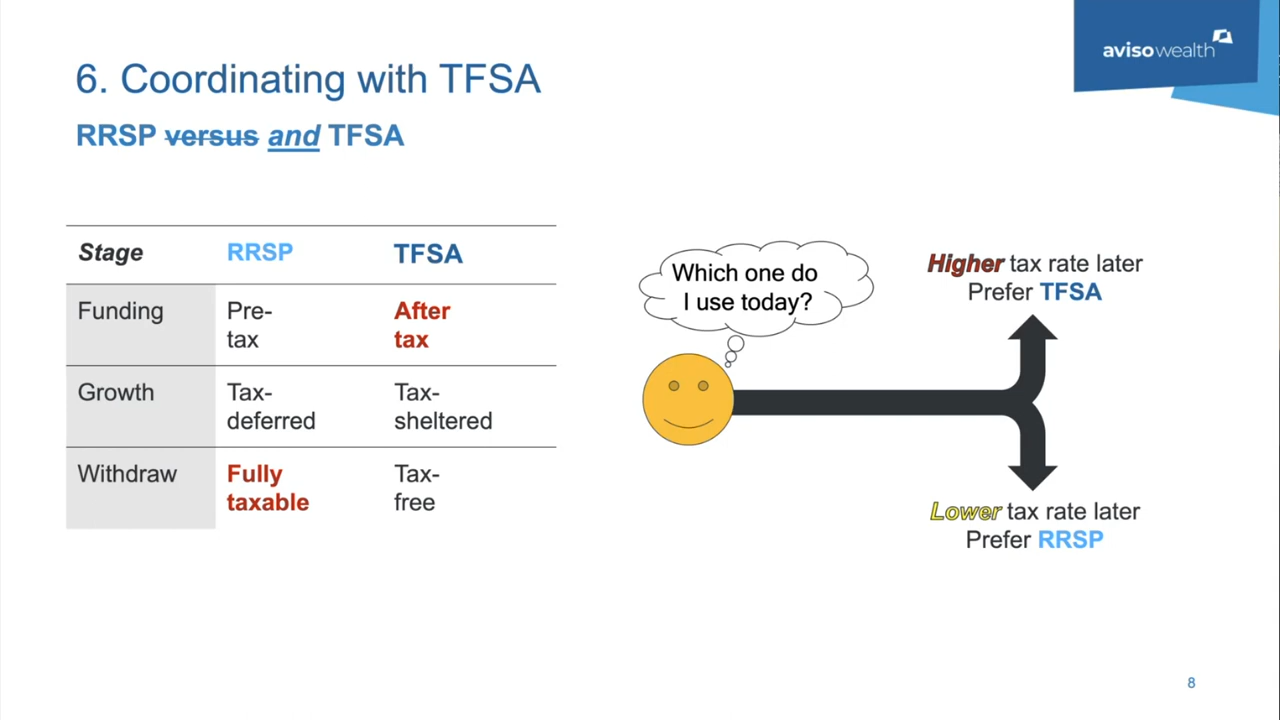 avisowealth
6. Coordinating with TFSA
RRSP versus and TFSA
Stage RRSP TFSA
Funding Pre-
tax After
tax
Growth Tax-
deferred Tax-
sheltered
Withdraw Fully
taxable Tax-
free
Which one do
I use today?
Higher tax rate later
Prefer TFSA
Lower tax rate later
Prefer RRSP
8